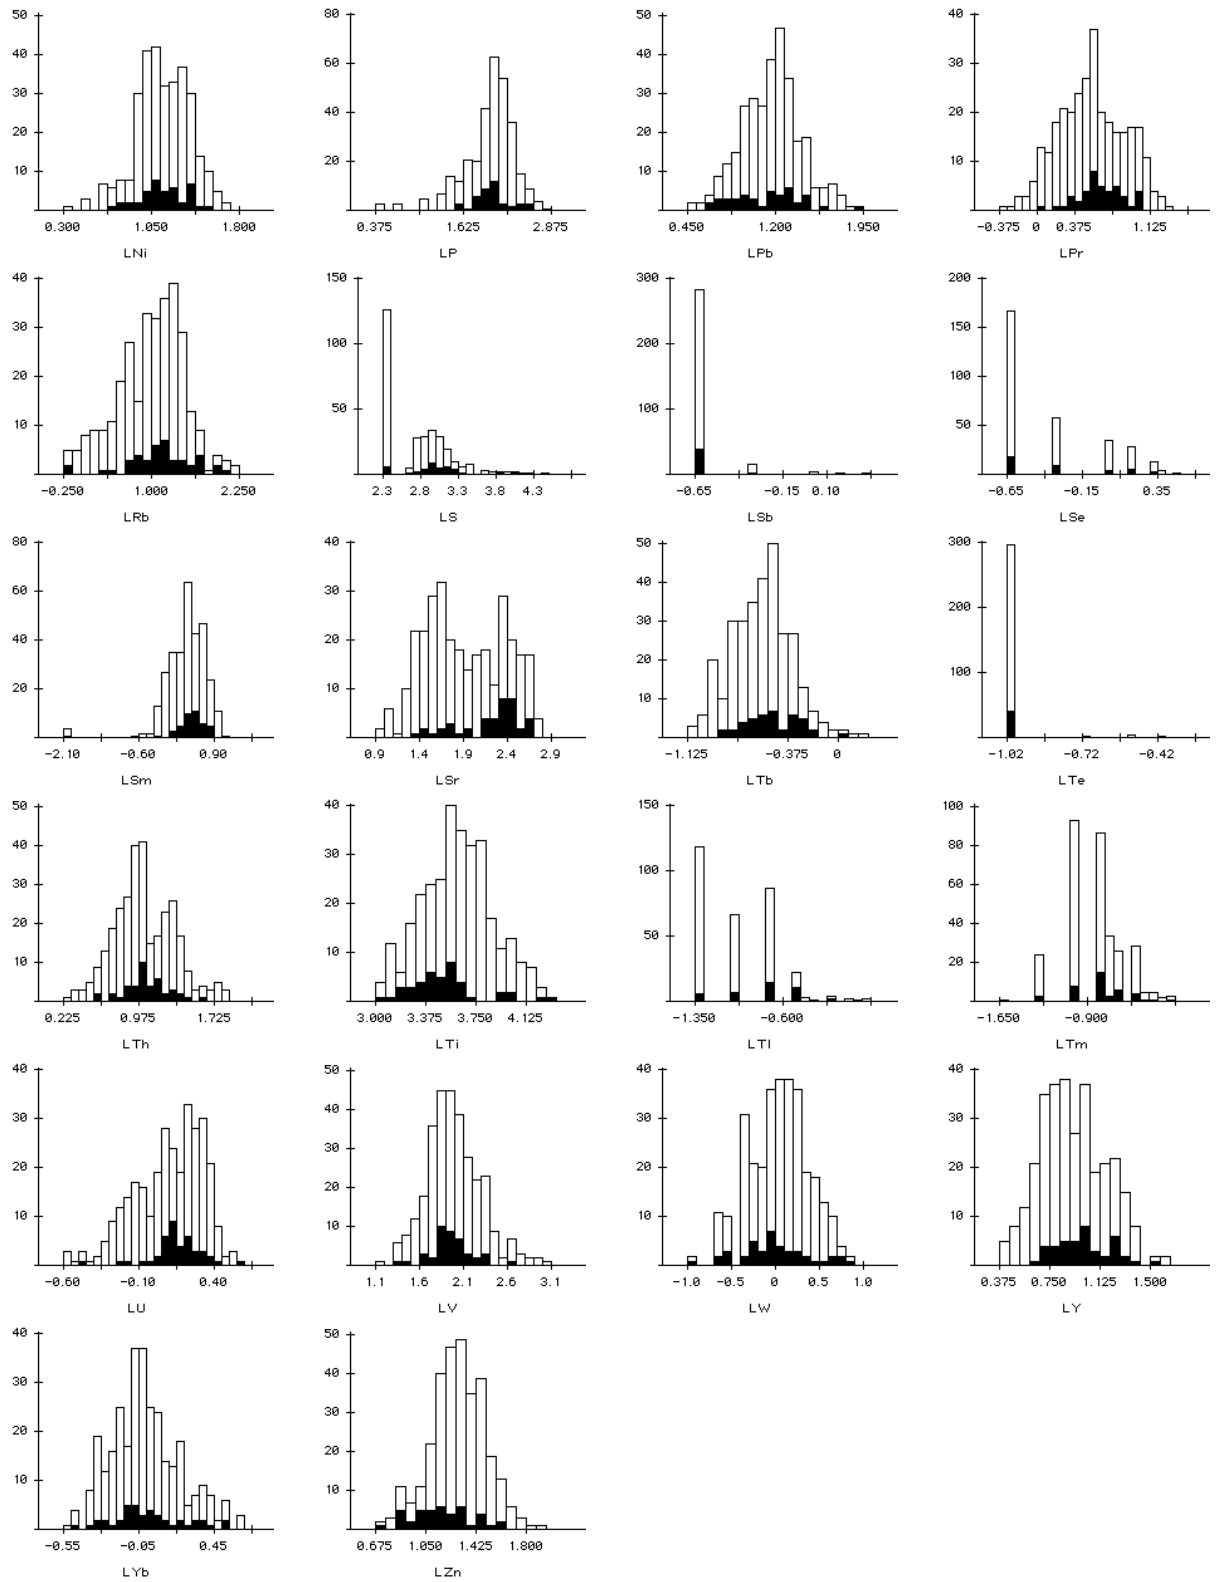 50 80 50 40
40 60 40 30
30 40 30 20
20 20 20 10
10 10
0.300 1.050 1.800 0.375 1.625 2.875 0.450 1.200 1.950 -0.375 0 0.375 1.125
LNi LP LPb LPr
40 150 300 200
30 100 200 150
20 50 100 100
10 50
-0.250 1.000 2.250 2.3 2.8 3.3 3.8 4.3 -0.65 -0.15 0.10 -0.65 -0.15 0.35
LRb LS LSb LSe
80 40 50 300
60 30 40 200
40 20 30 100
20 10 20
10
-2.10 -0.60 0.90 0.9 1.4 1.9 2.4 2.9 -1.125 -0.375 0 -1.02 -0.72 -0.42
LSm LSr LTb LTe
50 40 150 100
40 30 100 80
30 20 50 60
20 10 40
10 20
0.225 0.975 1.725 3.000 3.375 3.750 4.125 -1.350 -0.600 -1.650 -0.900
LTh LTi LTl LTm
40 50 40 40
30 40 30 30
20 30 20 20
10 20 10 10
10
-0.60 -0.10 0.40 1.1 1.6 2.1 2.6 3.1 -1.0 -0.5 0 0.5 1.0 0.375 0.750 1.125 1.500
LU LV LW LY
40 50
30 40
20 30
10 20
10
-0.55 -0.05 0.45 0.675 1.050 1.425 1.800
LYb LZn